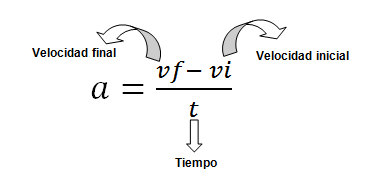 Velocidad final
Velocidad inicial
a = vf − vi / t
Tiempo